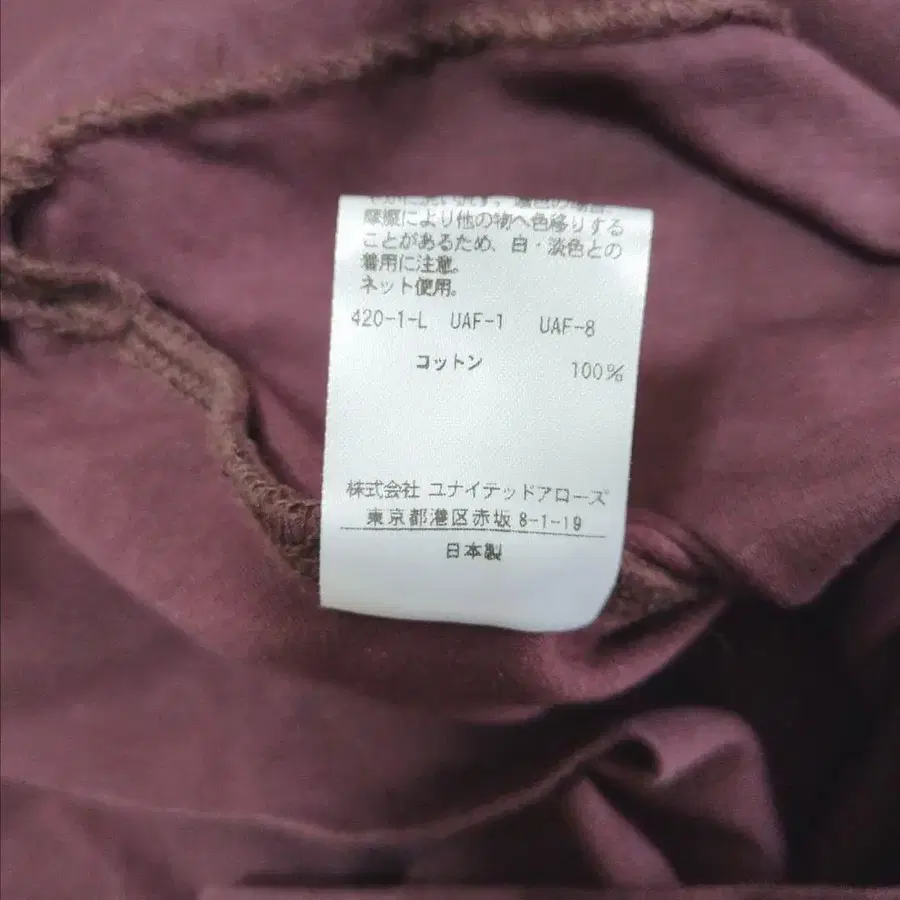 摩擦により他の物へ色移りする
ことがあるため、白・淡色との
着用に注意。
ネット使用。
420-1-L UAF-1 UAF-8
コットン 100%
株式会社 ユナイテッドアローズ
東京都港区赤坂 8-1-19
日本製